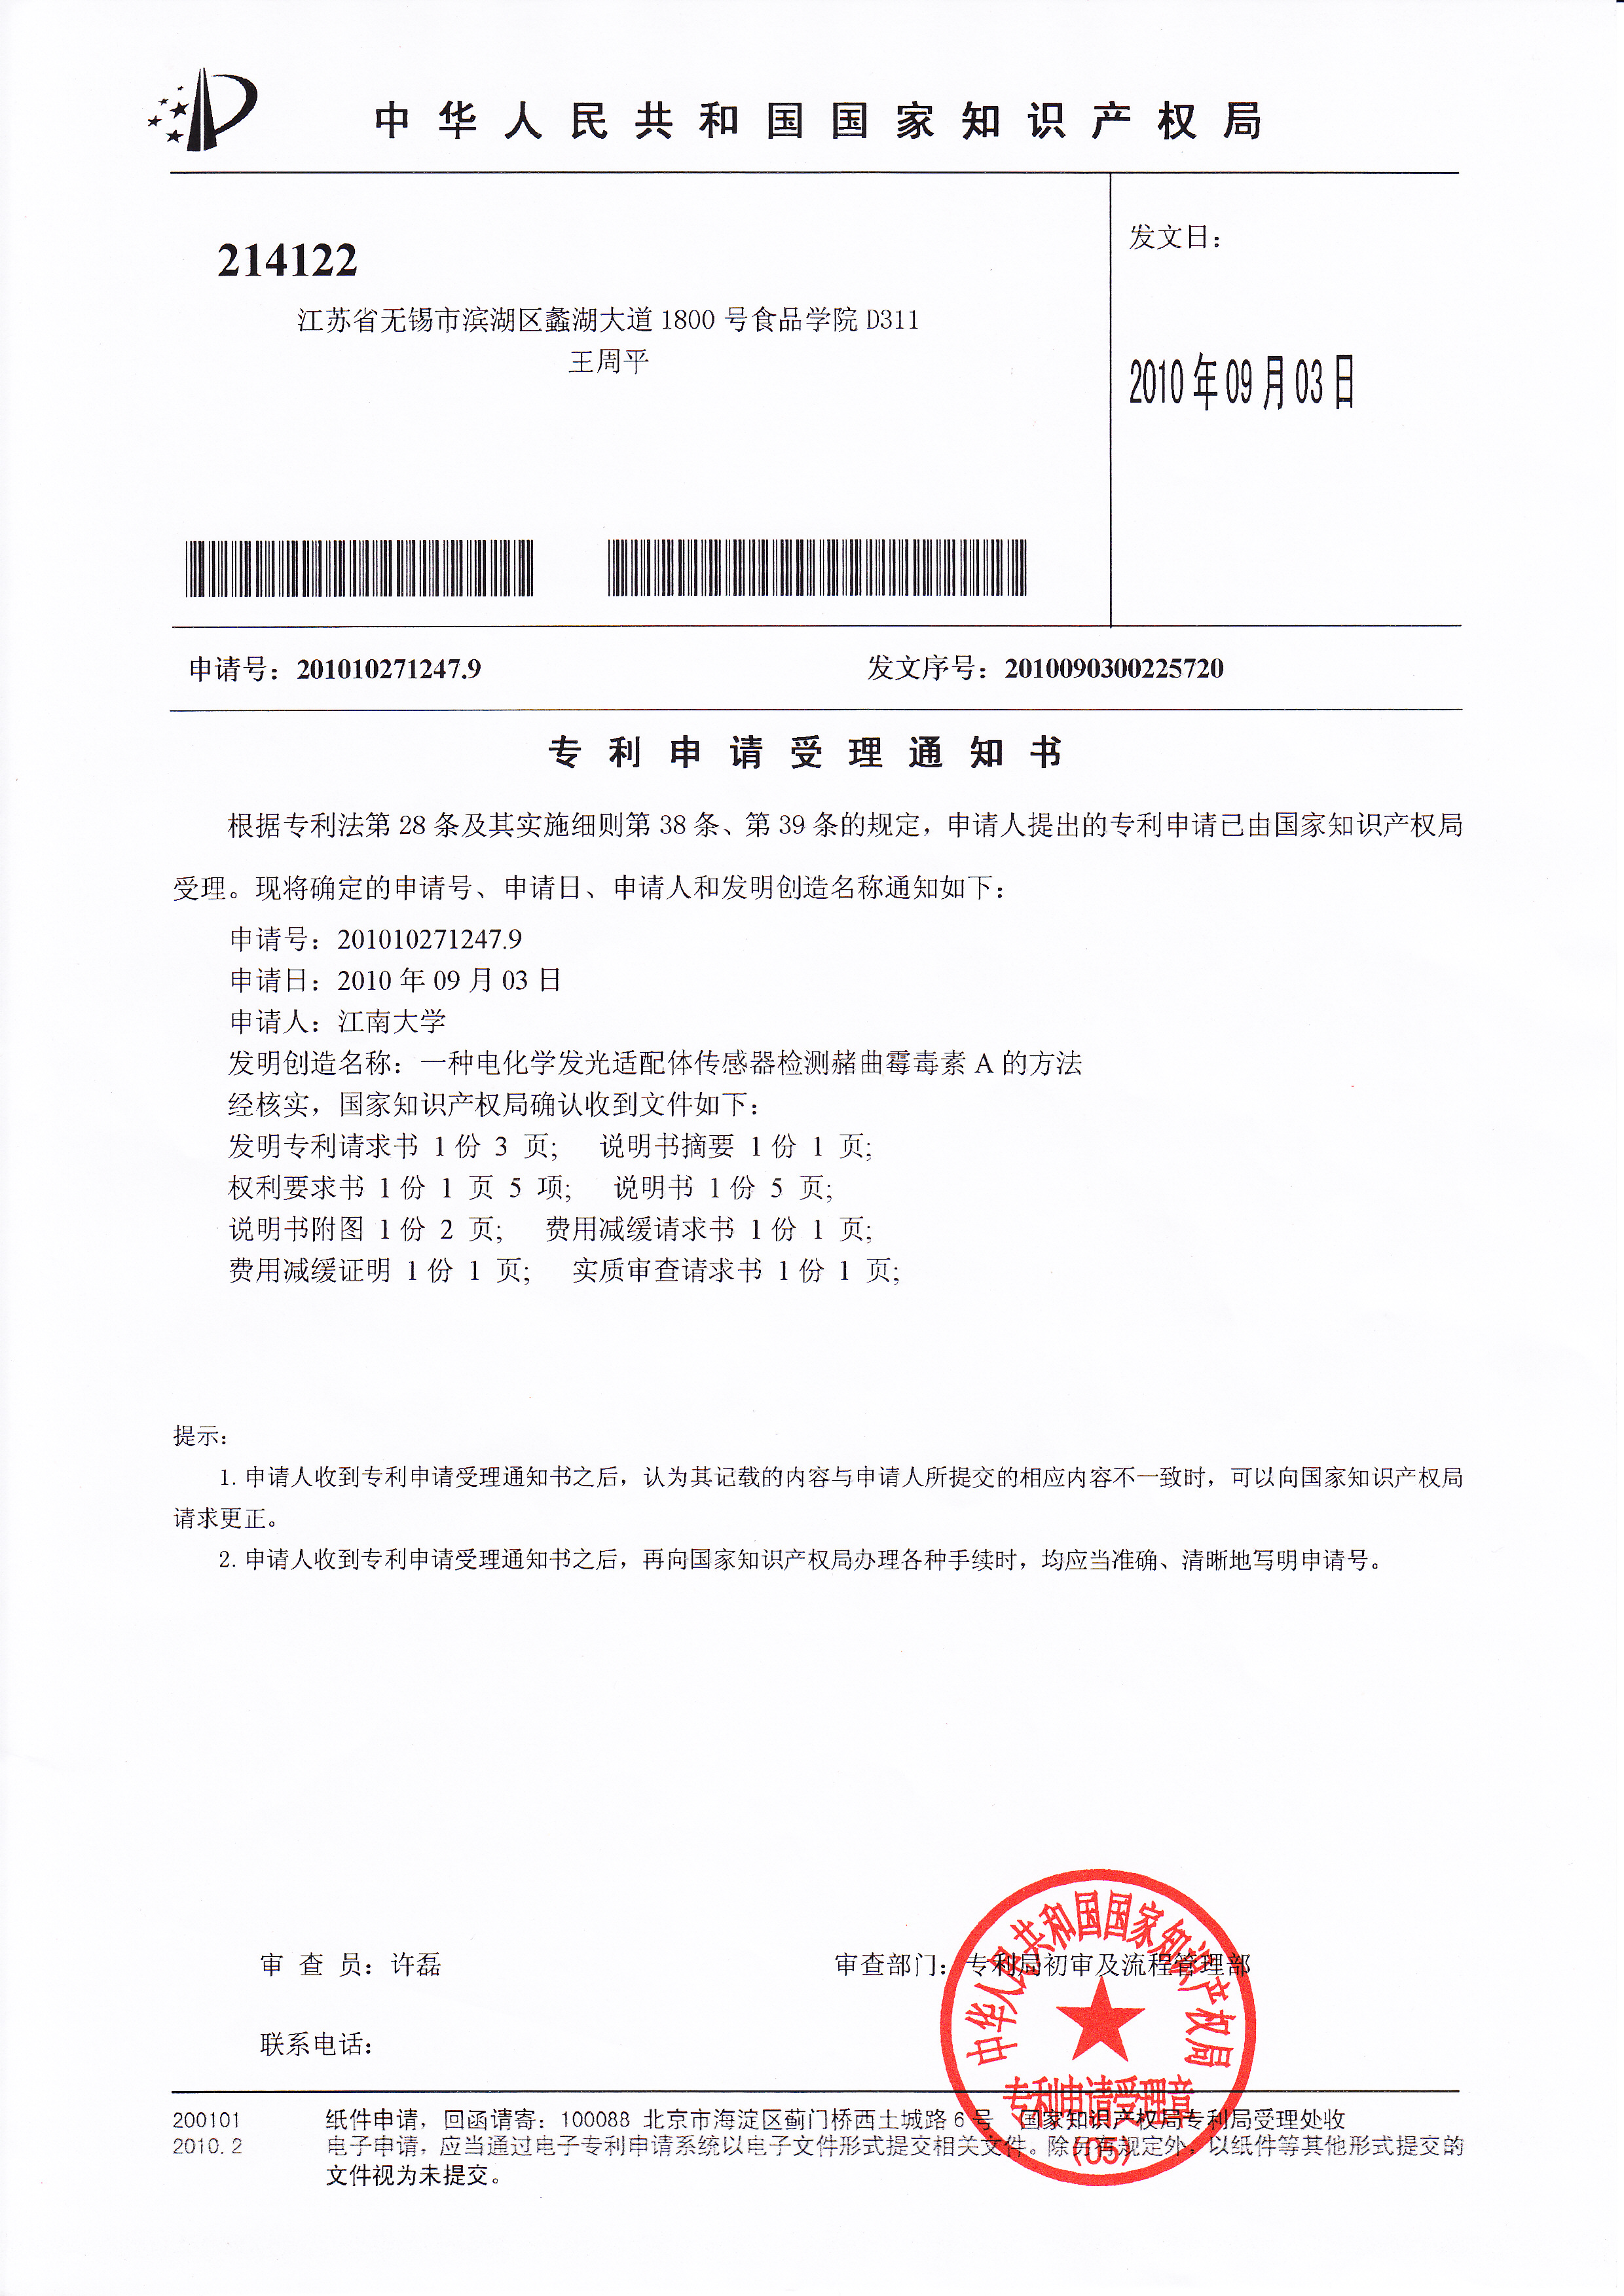 中华人民共和国国家知识产权局
214122
江苏省无锡市滨湖区蠡湖大道 1800 号食品学院 D311
王周平
发文日：
2010 年 09 月 03 日
申请号：201010271247.9 发文序号：2010090300225720
专利申请受理通知书
根据专利法第 28 条及其实施细则第 38 条、第 39 条的规定，申请人提出的专利申请已由国家知识产权局
受理。现将确定的申请号、申请日、申请人和发明创造名称通知如下：
申请号：201010271247.9
申请日：2010 年 09 月 03 日
申请人：江南大学
发明创造名称：一种电化学发光适配体传感器检测赭曲霉毒素 A 的方法
经核实，国家知识产权局确认收到文件如下：
发明专利请求书 1 份 3 页； 说明书摘要 1 份 1 页；
权利要求书 1 份 1 页 5 项； 说明书 1 份 5 页；
说明书附图 1 份 2 页； 费用减缓请求书 1 份 1 页；
费用减缓证明 1 份 1 页； 实质审查请求书 1 份 1 页；
提示：
1. 申请人收到专利申请受理通知书之后，认为其记载的内容与申请人所提交的相应内容不一致时，可以向国家知识产权局
请求更正。
2. 申请人收到专利申请受理通知书之后，再向国家知识产权局办理各种手续时，均应当准确、清晰地写明申请号。
审 查 员：许磊 审查部门：专利局初审及流程管理部
联系电话：
中华人民共和国国家知识产权局
专利申请受理章
(05)
200101 纸件申请，回函请寄：100088 北京市海淀区蓟门桥西土城路 6 号 国家知识产权局专利局受理处收
2010.2 电子申请，应当通过电子专利申请系统以电子文件形式提交相关文件。除另有规定外，以纸件等其他形式提交的
文件视为未提交。